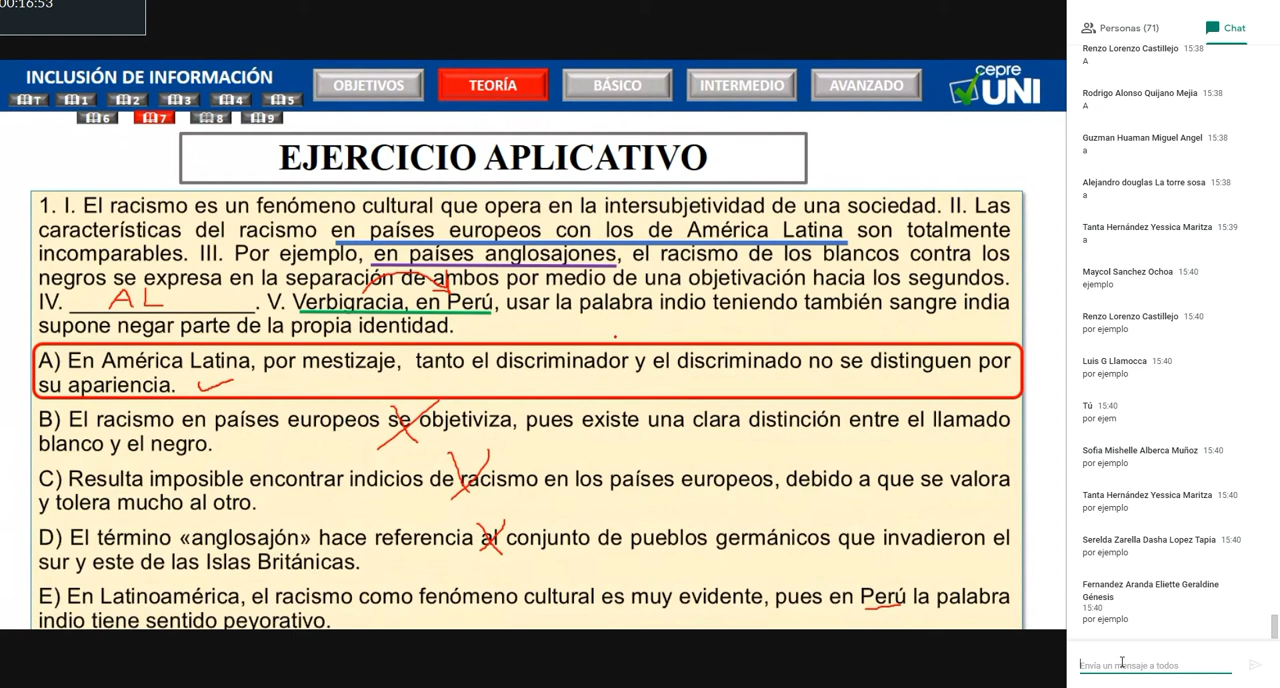 00:16:53
INCLUSIÓN DE INFORMACIÓN
OBJETIVOS
TEORÍA
BÁSICO
INTERMEDIO
AVANZADO
cepre
UNI
T
1
2
3
4
5
6
7
8
9
EJERCICIO APLICATIVO
1. I. El racismo es un fenómeno cultural que opera en la intersubjetividad de una sociedad. II. Las
características del racismo en países europeos con los de América Latina son totalmente
incomparables. III. Por ejemplo, en países anglosajones, el racismo de los blancos contra los
negros se expresa en la separación de ambos por medio de una objetivación hacia los segundos.
IV. AL. V. Verbigracia, en Perú, usar la palabra indio teniendo también sangre india
supone negar parte de la propia identidad.
A) En América Latina, por mestizaje, tanto el discriminador y el discriminado no se distinguen por
su apariencia.
B) El racismo en países europeos se objetiviza, pues existe una clara distinción entre el llamado
blanco y el negro.
C) Resulta imposible encontrar indicios de racismo en los países europeos, debido a que se valora
y tolera mucho al otro.
D) El término «anglosajón» hace referencia al conjunto de pueblos germánicos que invadieron el
sur y este de las Islas Británicas.
E) En Latinoamérica, el racismo como fenómeno cultural es muy evidente, pues en Perú la palabra
indio tiene sentido peyorativo.
Personas (71)
Chat
Renzo Lorenzo Castillejo 15:38
A
Rodrigo Alonso Quijano Mejia 15:38
A
Guzman Huaman Miguel Angel 15:38
a
Alejandro douglas La torre sosa 15:38
a
Tanta Hernández Yessica Maritza 15:39
a
Maycol Sanchez Ochoa 15:40
ejemplo
Renzo Lorenzo Castillejo 15:40
por ejemplo
Luis G Llamocca 15:40
por ejemplo
Tú 15:40
por ejem
Sofia Mishelle Alberca Muñoz 15:40
por ejemplo
Tanta Hernández Yessica Maritza 15:40
por ejemplo
Serelda Zarella Dasha Lopez Tapia 15:40
por ejemplo
Fernandez Aranda Eliette Geraldine
Génesis
15:40
por ejemplo
Envía un mensaje a todos